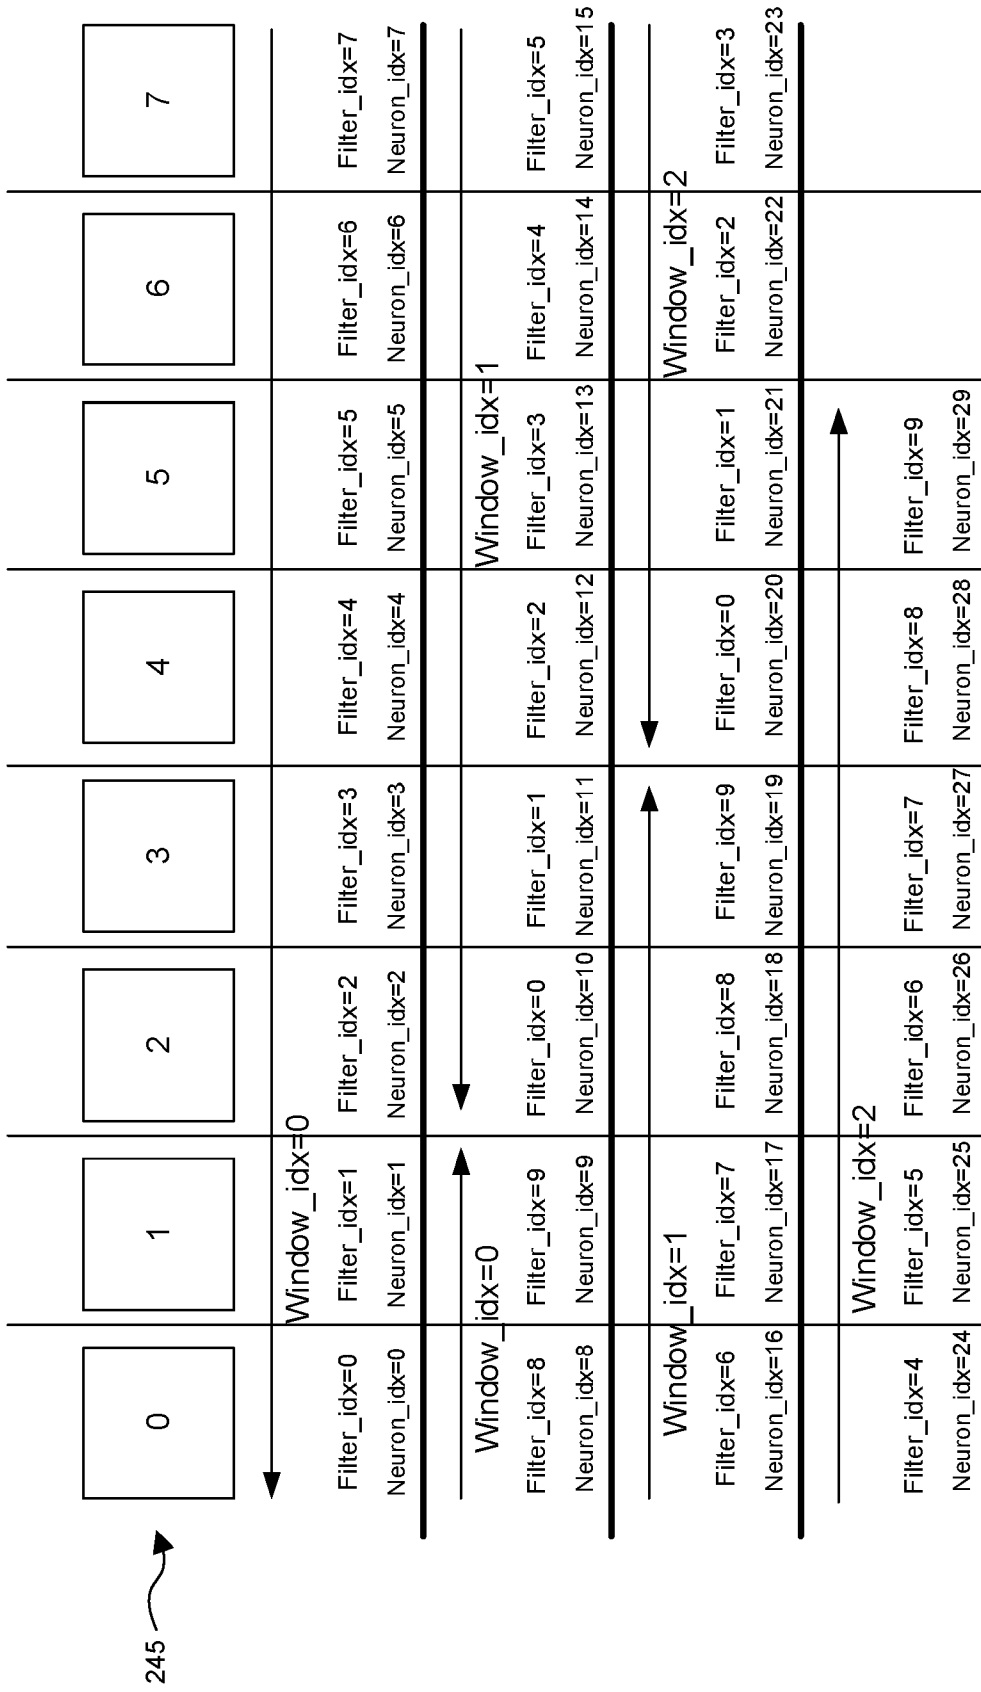 245
0
1
2
3
4
5
6
7
Window_idx=0
Filter_idx=0
Filter_idx=1
Filter_idx=2
Filter_idx=3
Filter_idx=4
Filter_idx=5
Filter_idx=6
Filter_idx=7
Neuron_idx=0
Neuron_idx=1
Neuron_idx=2
Neuron_idx=3
Neuron_idx=4
Neuron_idx=5
Neuron_idx=6
Neuron_idx=7
Window_idx=0
Window_idx=1
Filter_idx=8
Filter_idx=9
Filter_idx=0
Filter_idx=1
Filter_idx=2
Filter_idx=3
Filter_idx=4
Filter_idx=5
Neuron_idx=8
Neuron_idx=9
Neuron_idx=10
Neuron_idx=11
Neuron_idx=12
Neuron_idx=13
Neuron_idx=14
Neuron_idx=15
Window_idx=1
Window_idx=2
Filter_idx=6
Filter_idx=7
Filter_idx=8
Filter_idx=9
Filter_idx=0
Filter_idx=1
Filter_idx=2
Filter_idx=3
Neuron_idx=16
Neuron_idx=17
Neuron_idx=18
Neuron_idx=19
Neuron_idx=20
Neuron_idx=21
Neuron_idx=22
Neuron_idx=23
Window_idx=2
Filter_idx=4
Filter_idx=5
Filter_idx=6
Filter_idx=7
Filter_idx=8
Filter_idx=9
Neuron_idx=24
Neuron_idx=25
Neuron_idx=26
Neuron_idx=27
Neuron_idx=28
Neuron_idx=29